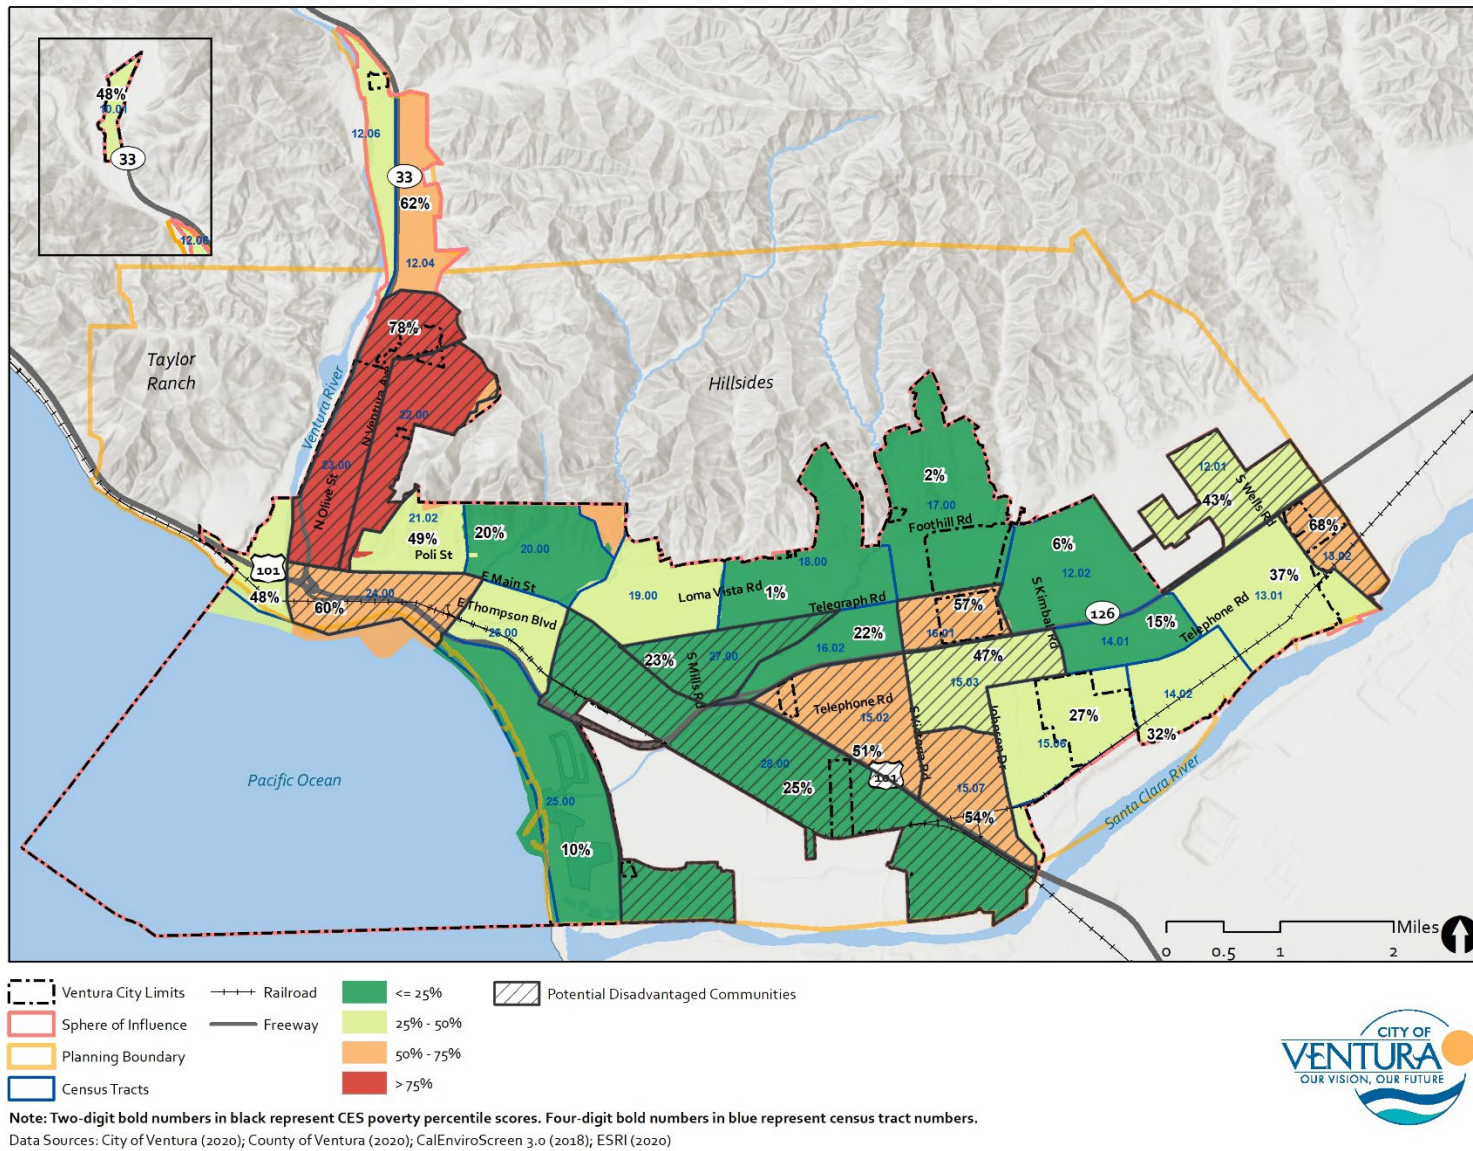 48%
10.01
33
12.06
12.06
33
62%
12.04
78%
Taylor
Ranch
Ventura River
N Ventura Ave
22.00
23.00
N Olive St
Hillsides
2%
17.00
Foothill Rd
12.01
43%
S Wells Rd
68%
13.02
21.02
49%
Poli St
20%
20.00
E Main St
101
48%
60%
24.00
E Thompson Blvd
26.00
19.00
Loma Vista Rd
18.00
1%
Telegraph Rd
6%
12.02
S Kimball Rd
126
37%
13.01
Telephone Rd
15%
14.01
57%
16.01
22%
16.02
23%
27.00
S Mills Rd
47%
15.03
14.02
32%
27%
15.06
Johnson Dr
Telephone Rd
15.02
S Victoria Rd
51%
101
28.00
25%
15.07
54%
Santa Clara River
Pacific Ocean
25.00
10%
Miles
0 0.5 1 2
Ventura City Limits Railroad <= 25% Potential Disadvantaged Communities
Sphere of Influence Freeway 25% - 50%
Planning Boundary 50% - 75%
Census Tracts > 75%
CITY OF
VENTURA
OUR VISION, OUR FUTURE
Note: Two-digit bold numbers in black represent CES poverty percentile scores. Four-digit bold numbers in blue represent census tract numbers.
Data Sources: City of Ventura (2020); County of Ventura (2020); CalEnviroScreen 3.0 (2018); ESRI (2020)